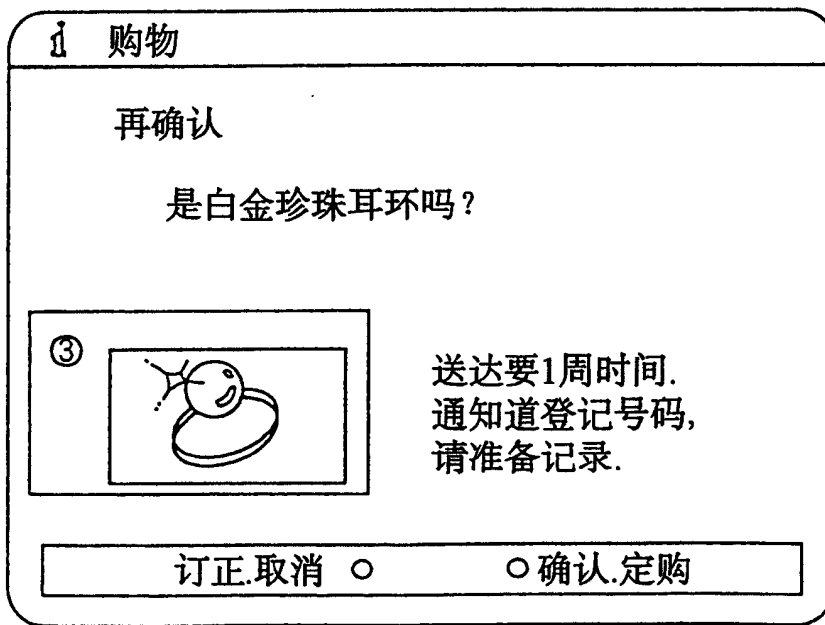 i 购物
再确认
是白金珍珠耳环吗?
③
送达要1周时间.
通知道登记号码,
请准备记录.
订正.取消 ○ ○确认.定购